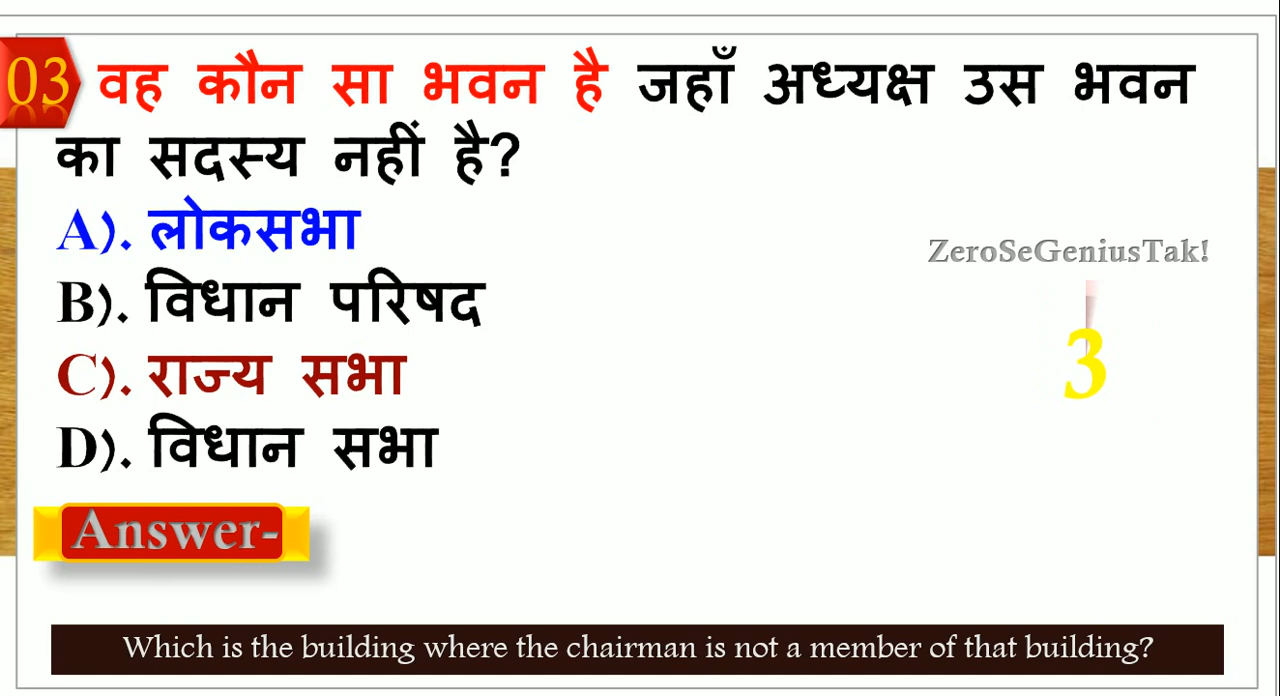 03 वह कौन सा भवन है जहाँ अध्यक्ष उस भवन
का सदस्य नहीं है?
A). लोकसभा
ZeroSeGeniusTak!
B). विधान परिषद
3
C). राज्य सभा
D). विधान सभा
Answer-
Which is the building where the chairman is not a member of that building?